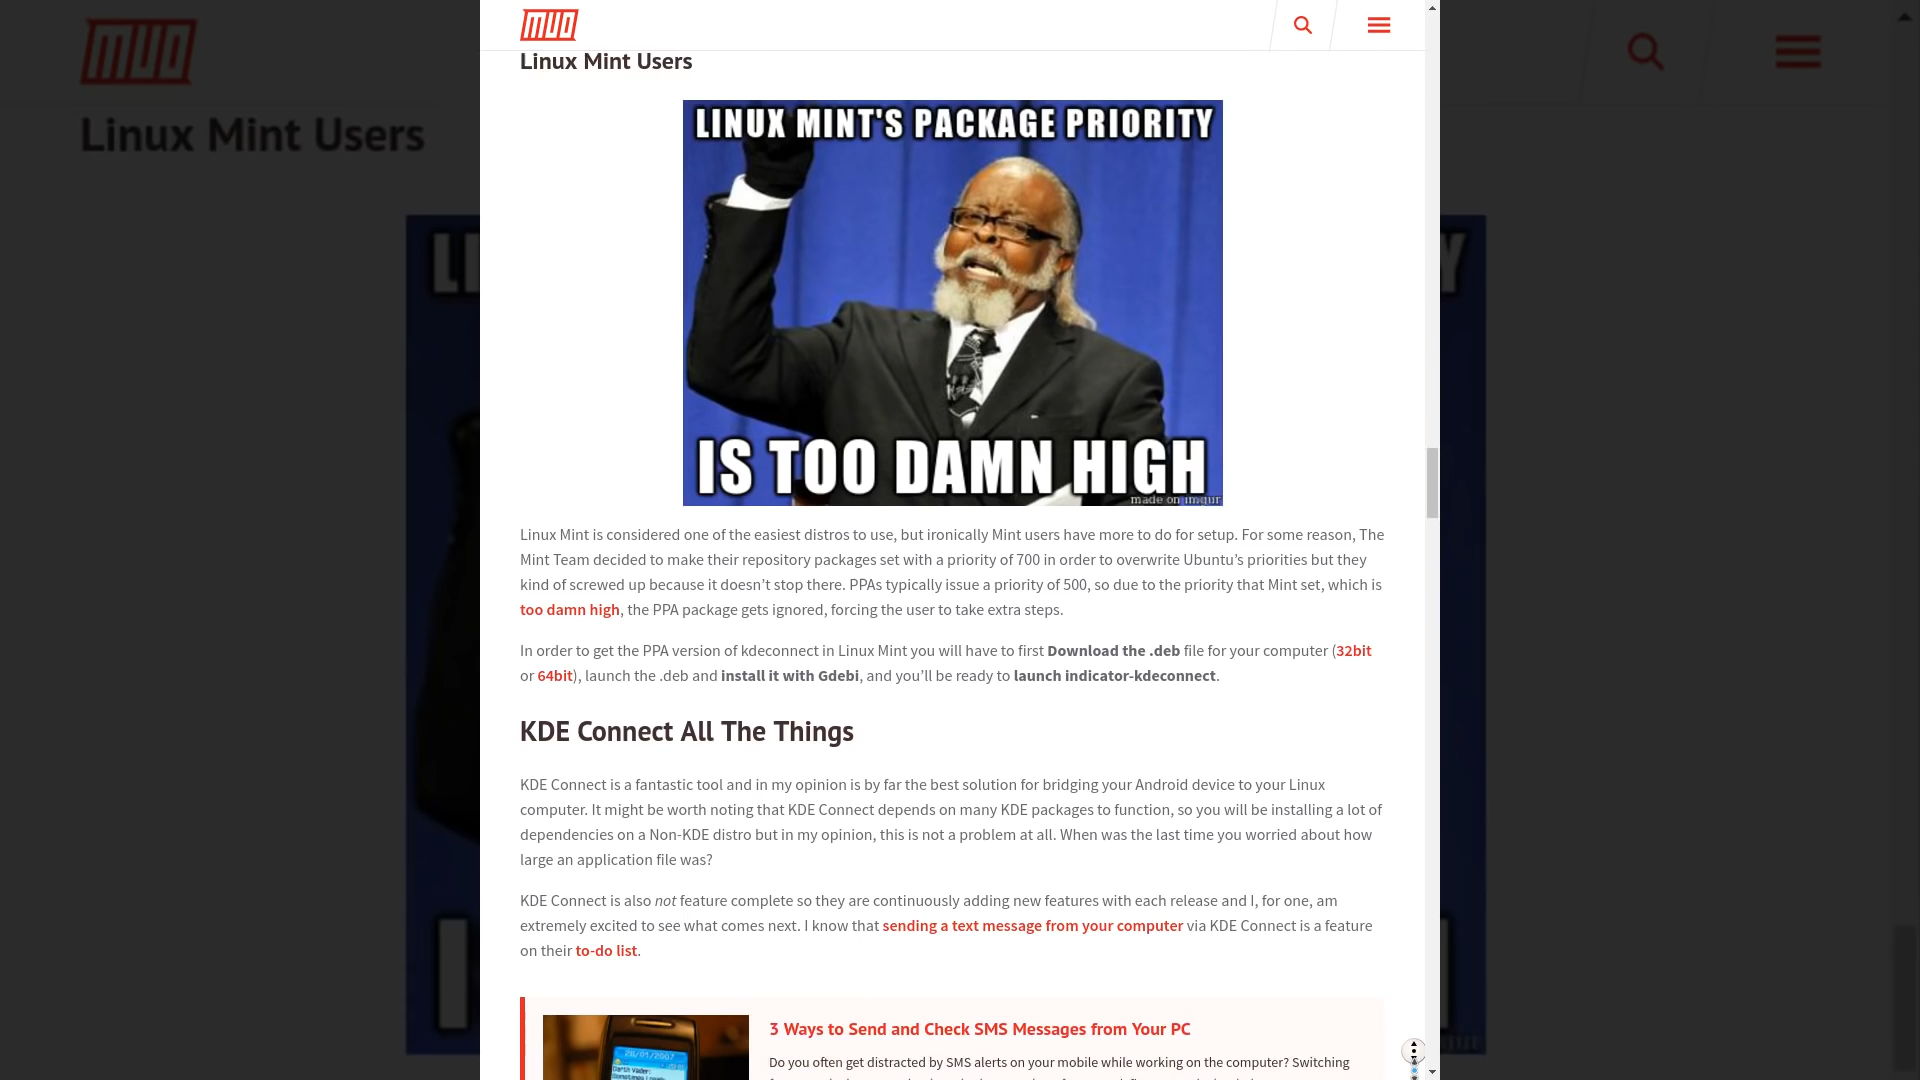 MUO
Linux Mint Users
LINUX MINT'S PACKAGE PRIORITY
IS TOO DAMN HIGH
made on imgur
Linux Mint is considered one of the easiest distros to use, but ironically Mint users have more to do for setup. For some reason, The
Mint Team decided to make their repository packages set with a priority of 700 in order to overwrite Ubuntu’s priorities but they
kind of screwed up because it doesn’t stop there. PPAs typically issue a priority of 500, so due to the priority that Mint set, which is
too damn high, the PPA package gets ignored, forcing the user to take extra steps.
In order to get the PPA version of kdeconnect in Linux Mint you will have to first Download the .deb file for your computer (32bit
or 64bit), launch the .deb and install it with Gdebi, and you’ll be ready to launch indicator-kdeconnect.
KDE Connect All The Things
KDE Connect is a fantastic tool and in my opinion is by far the best solution for bridging your Android device to your Linux
computer. It might be worth noting that KDE Connect depends on many KDE packages to function, so you will be installing a lot of
dependencies on a Non-KDE distro but in my opinion, this is not a problem at all. When was the last time you worried about how
large an application file was?
KDE Connect is also not feature complete so they are continuously adding new features with each release and I, for one, am
extremely excited to see what comes next. I know that sending a text message from your computer via KDE Connect is a feature
on their to-do list.
3 Ways to Send and Check SMS Messages from Your PC
28/01/2007
Darth Vader:
Do you often get distracted by SMS alerts on your mobile while working on the computer? Switching
MUO
Linux Mint Users